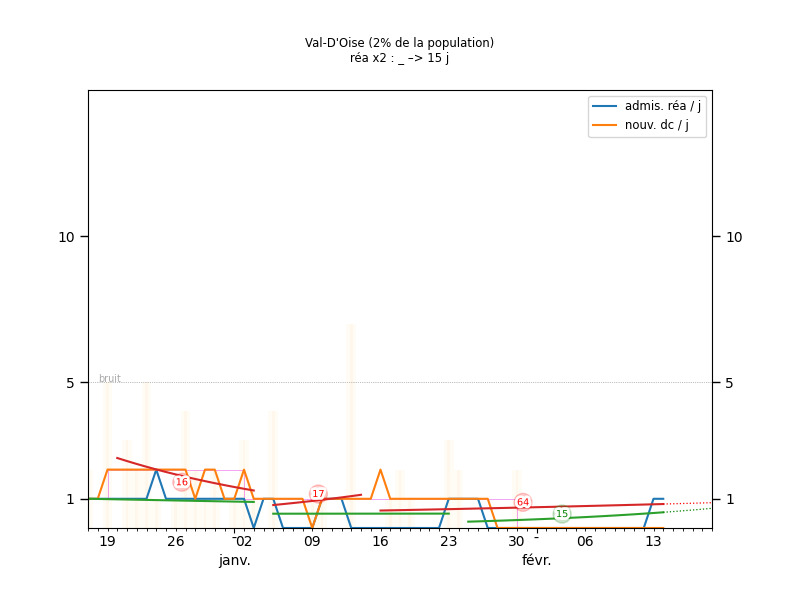 Val-D'Oise (2% de la population)
réa x2 : _ –> 15 j
admis. réa / j
nouv. dc / j
10
10
bruit
5
5
16
17
64
15
1
1
19
26
02
09
16
23
30
06
13
janv.
févr.